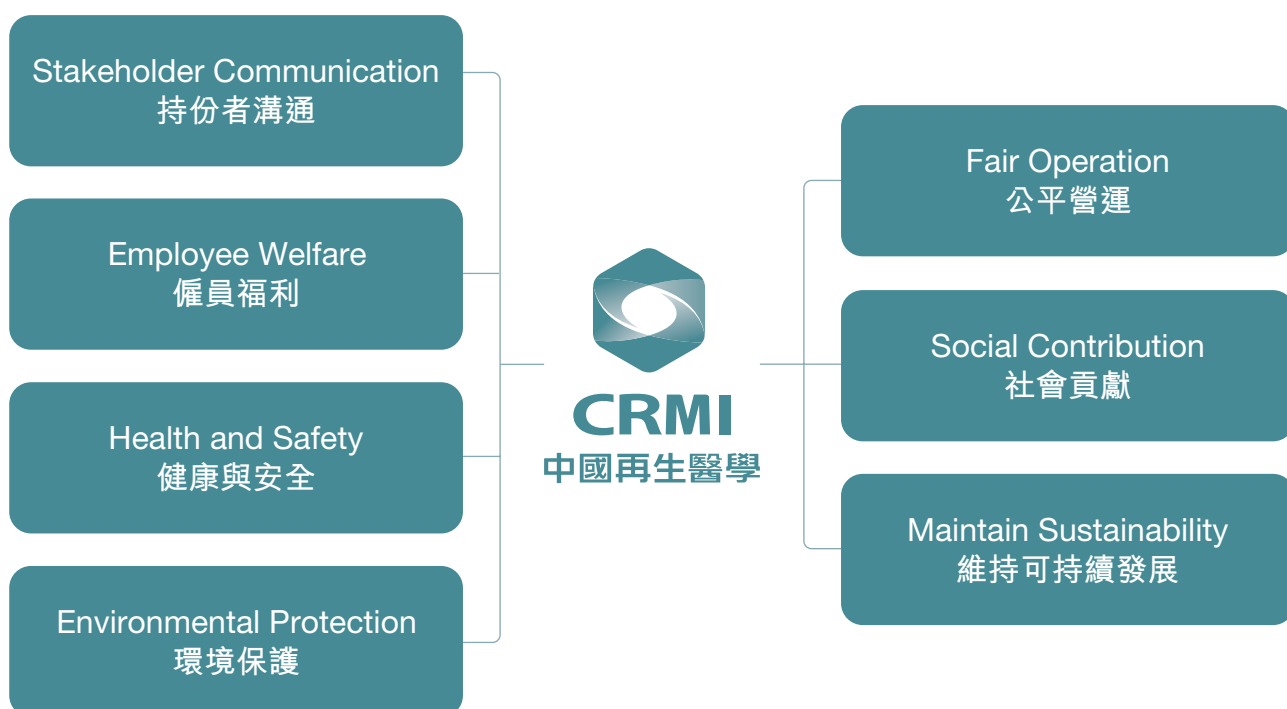 Stakeholder Communication
持份者溝通
Employee Welfare
僱員福利
Health and Safety
健康與安全
Environmental Protection
環境保護
CRMI
中國再生醫學
Fair Operation
公平營運
Social Contribution
社會貢獻
Maintain Sustainability
維持可持續發展